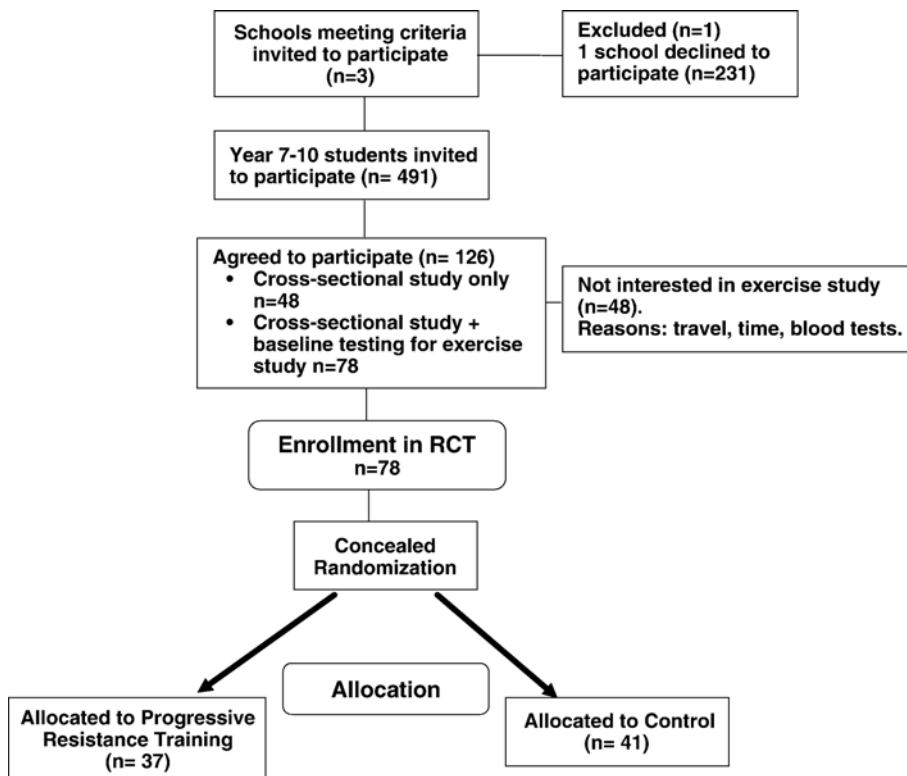 Schools meeting criteria
invited to participate
(n=3)
Excluded (n=1)
1 school declined to
participate (n=231)
Year 7-10 students invited
to participate (n= 491)
Agreed to participate (n= 126)
• Cross-sectional study only
n=48
• Cross-sectional study +
baseline testing for exercise
study n=78
Not interested in exercise study
(n=48).
Reasons: travel, time, blood tests.
Enrollment in RCT
n=78
Concealed
Randomization
Allocation
Allocated to Progressive
Resistance Training
(n= 37)
Allocated to Control
(n= 41)